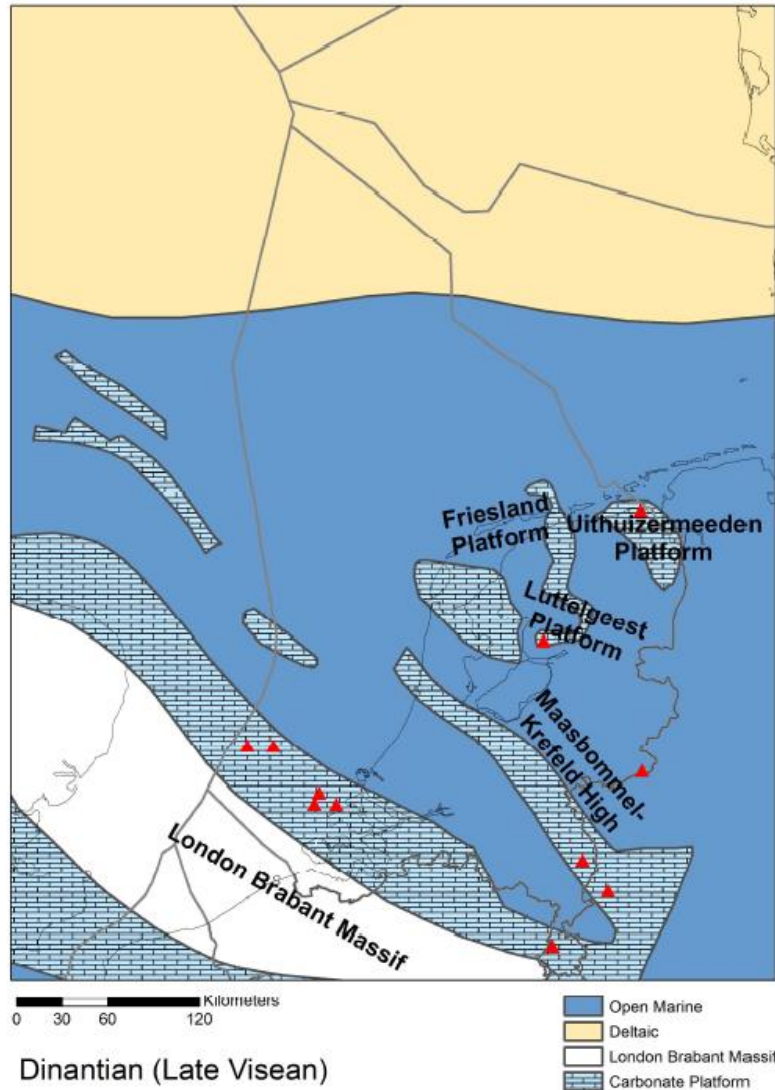 Friesland
Platform
Uithuizermeeden
Platform
Luttelgeest
Platform
Maasbommel-
Krefeld High
London Brabant Massif
Kilometers
0 30 60 120
Open Marine
Deltaic
London Brabant Massif
Carbonate Platform
Dinantian (Late Visean)